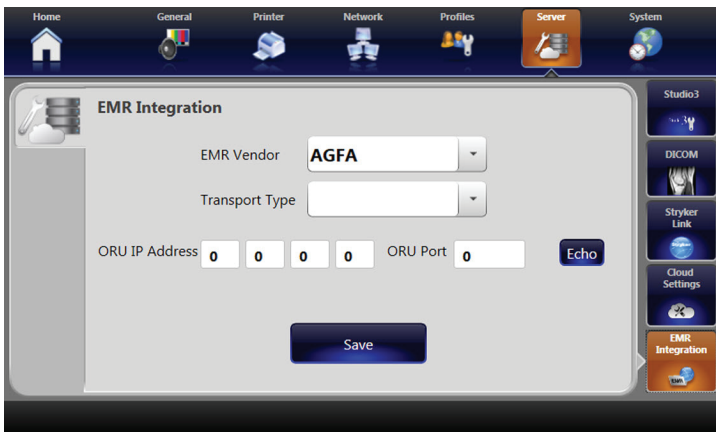 Home General Printer Network Profiles Server System
Studio3
EMR Integration
EMR Vendor AGFA
DICOM
Transport Type
Stryker
Link
ORU IP Address 0 0 0 0 ORU Port 0 Echo
Cloud
Settings
Save
EMR
Integration
EMR